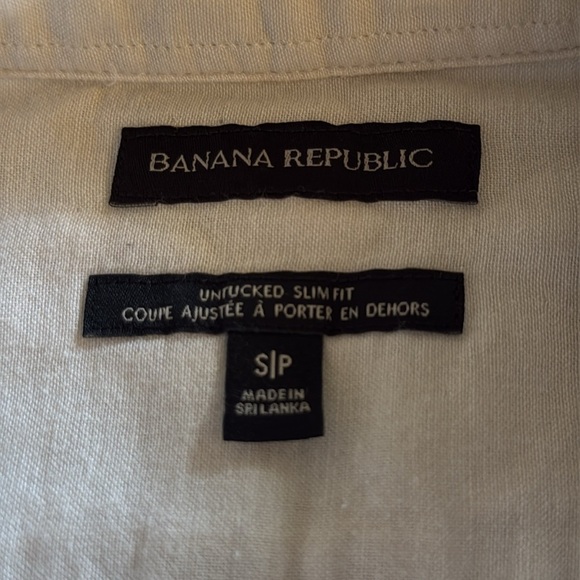 BANANA REPUBLIC
UNTUCKED SLIM FIT
COUPE AJUSTÉE À PORTER EN DEHORS
S|P
MADE IN
SRI LANKA